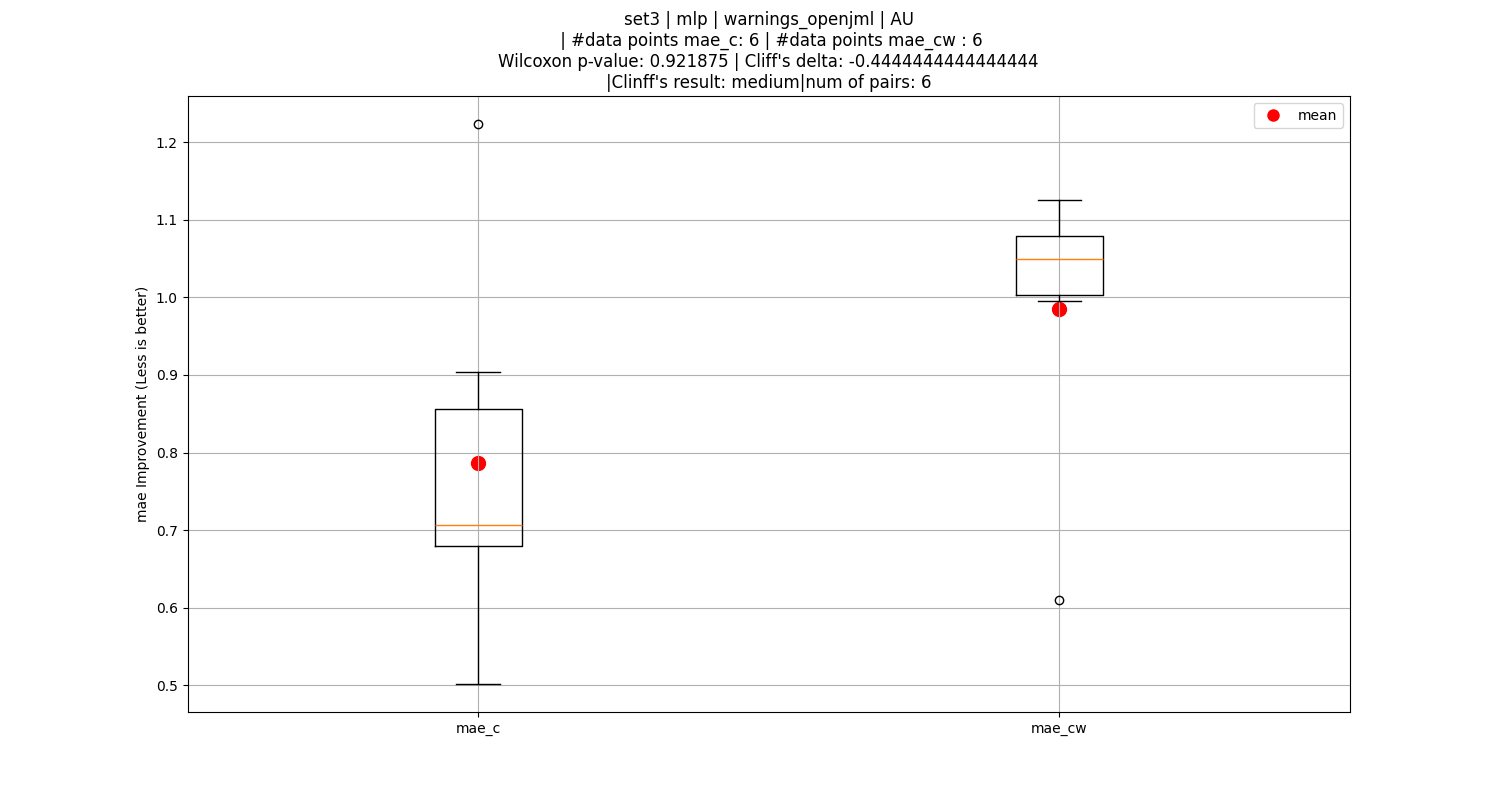 set3 | mlp | warnings_openjml | AU
| #data points mae_c: 6 | #data points mae_cw : 6
Wilcoxon p-value: 0.921875 | Cliff's delta: -0.4444444444444444
|Clinff's result: medium|num of pairs: 6
mean
mae Improvement (Less is better)
1.2
1.1
1.0
0.9
0.8
0.7
0.6
0.5
mae_c
mae_cw